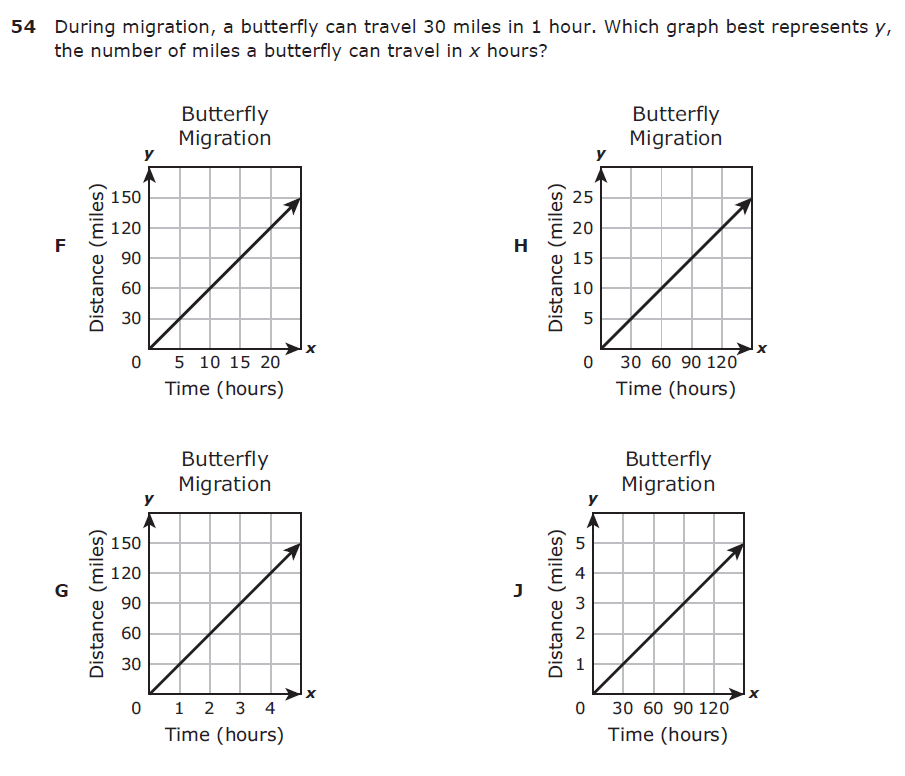 54 During migration, a butterfly can travel 30 miles in 1 hour. Which graph best represents y,
the number of miles a butterfly can travel in x hours?
F
Butterfly
Migration
y
Distance (miles)
150
120
90
60
30
0 5 10 15 20
x
Time (hours)
H
Butterfly
Migration
y
Distance (miles)
25
20
15
10
5
0 30 60 90 120
x
Time (hours)
G
Butterfly
Migration
y
Distance (miles)
150
120
90
60
30
0 1 2 3 4
x
Time (hours)
J
Butterfly
Migration
y
Distance (miles)
5
4
3
2
1
0 30 60 90 120
x
Time (hours)